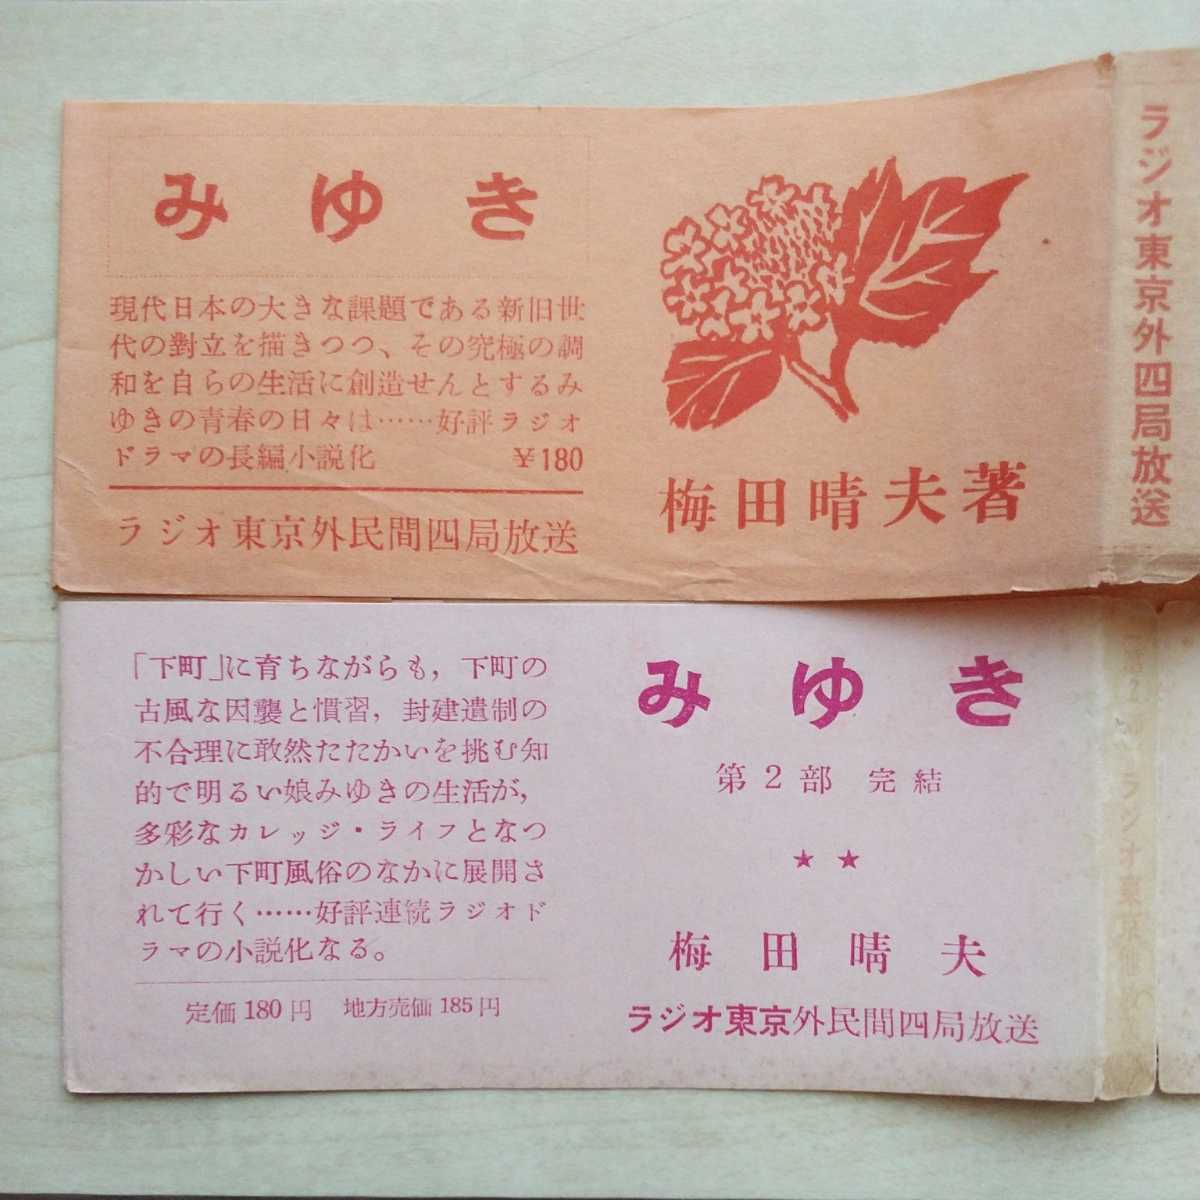 みゆき
現代日本の大きな課題である新旧世
代の對立を描きつつ、その究極の調
和を自らの生活に創造せんとするみ
ゆきの青春の日々は……好評ラジオ
ドラマの長編小説化 ¥180
ラジオ東京外民間四局放送
梅田晴夫著
ラジオ東京外四局放送
「下町」に育ちながらも，下町の
古風な因襲と慣習，封建遺制の
不合理に敢然たたかいを挑む知
的で明るい娘みゆきの生活が，
多彩なカレッジ・ライフとなつ
かしい下町風俗のなかに展開さ
れて行く……好評連続ラジオド
ラマの小説化なる。
定価180円 地方売価185円
みゆき
第2部 完結
★★
梅田晴夫
ラジオ東京外民間四局放送
ラジオ東京